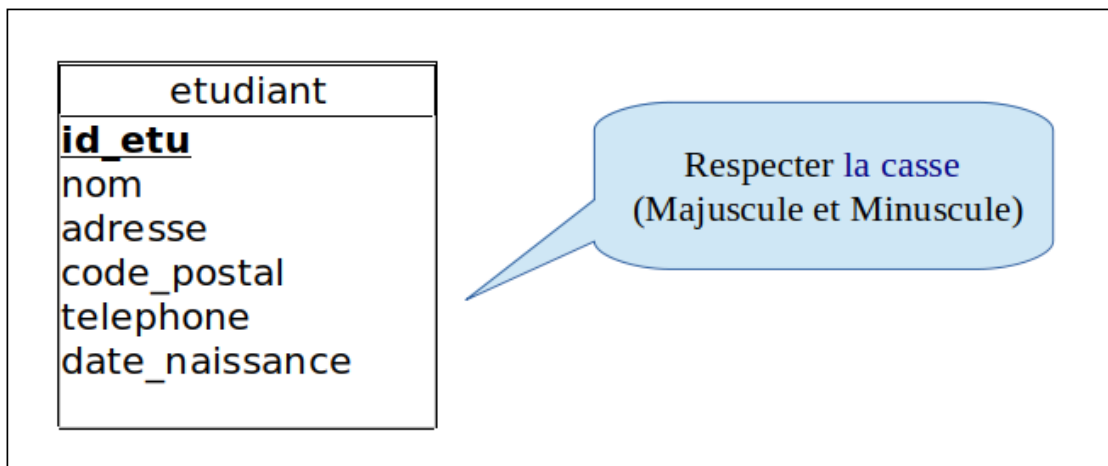 etudiant
id_etu
nom
adresse
code_postal
telephone
date_naissance
Respecter la casse
(Majuscule et Minuscule)